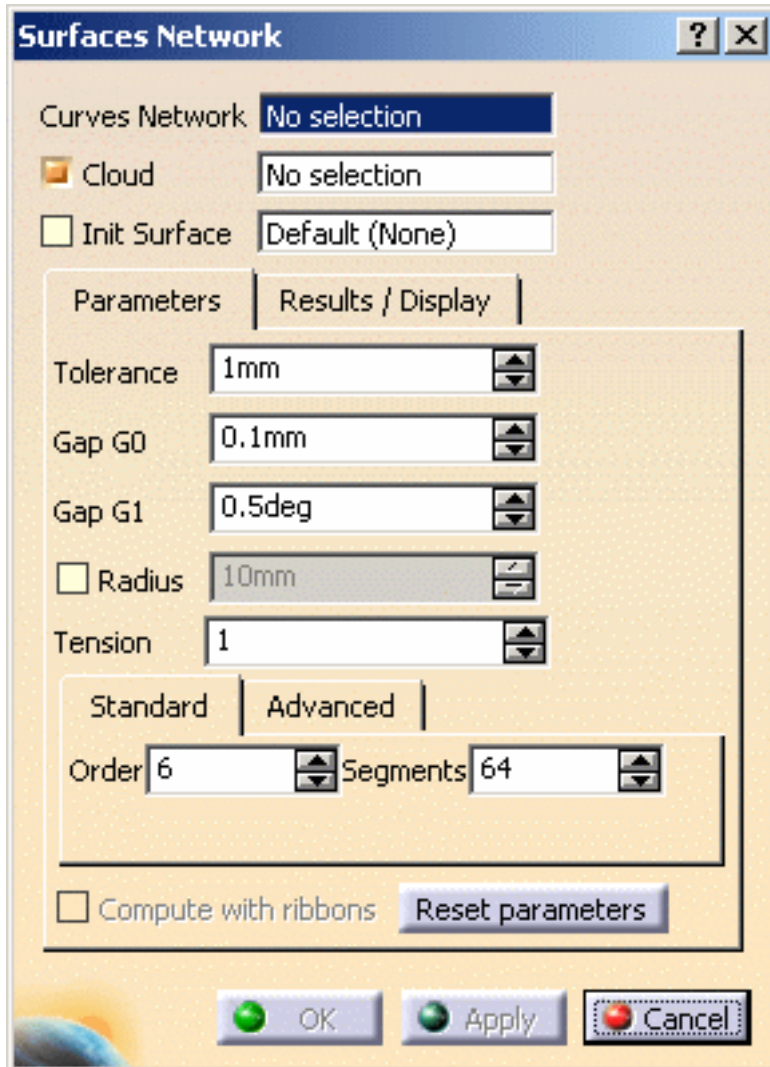 Surfaces Network
Curves Network No selection
Cloud No selection
Init Surface Default (None)
Parameters Results / Display
Tolerance 1mm
Gap G0 0.1mm
Gap G1 0.5deg
Radius 10mm
Tension 1
Standard Advanced
Order 6 Segments 64
Compute with ribbons Reset parameters
OK Apply Cancel